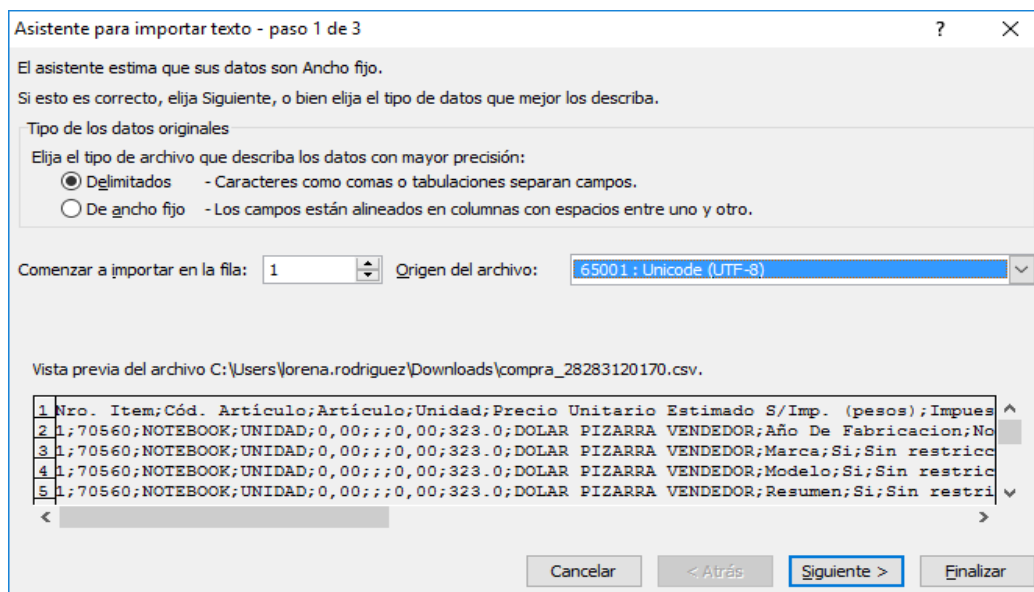 Asistente para importar texto - paso 1 de 3 ?
El asistente estima que sus datos son Ancho fijo.
Si esto es correcto, elija Siguiente, o bien elija el tipo de datos que mejor los describa.
Tipo de los datos originales
Elija el tipo de archivo que describa los datos con mayor precisión:
Delimitados - Caracteres como comas o tabulaciones separan campos.
De ancho fijo - Los campos están alineados en columnas con espacios entre uno y otro.
Comenzar a importar en la fila: 1 Origen del archivo: 65001 : Unicode (UTF-8)
Vista previa del archivo C:\Users\lorena.rodriguez\Downloads\compra_28283120170.csv.
1 Nro. Item;Cód. Artículo;Artículo;Unidad;Precio Unitario Estimado S/Imp. (pesos);Impues
2 1;70560;NOTEBOOK;UNIDAD;0,00;;;0,00;323.0;DOLAR PIZARRA VENDEDOR;Año De Fabricacion;No
3 1;70560;NOTEBOOK;UNIDAD;0,00;;;0,00;323.0;DOLAR PIZARRA VENDEDOR;Marca;Si;Sin restricc
4 1;70560;NOTEBOOK;UNIDAD;0,00;;;0,00;323.0;DOLAR PIZARRA VENDEDOR;Modelo;Si;Sin restric
5 1;70560;NOTEBOOK;UNIDAD;0,00;;;0,00;323.0;DOLAR PIZARRA VENDEDOR;Resumen;Si;Sin restri
Cancelar < Atrás Siguiente > Finalizar